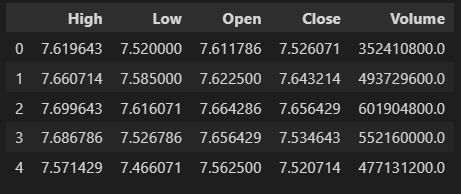 High Low Open Close Volume
0 7.619643 7.520000 7.611786 7.526071 352410800.0
1 7.660714 7.585000 7.622500 7.643214 493729600.0
2 7.699643 7.616071 7.664286 7.656429 601904800.0
3 7.686786 7.526786 7.656429 7.534643 552160000.0
4 7.571429 7.466071 7.562500 7.520714 477131200.0